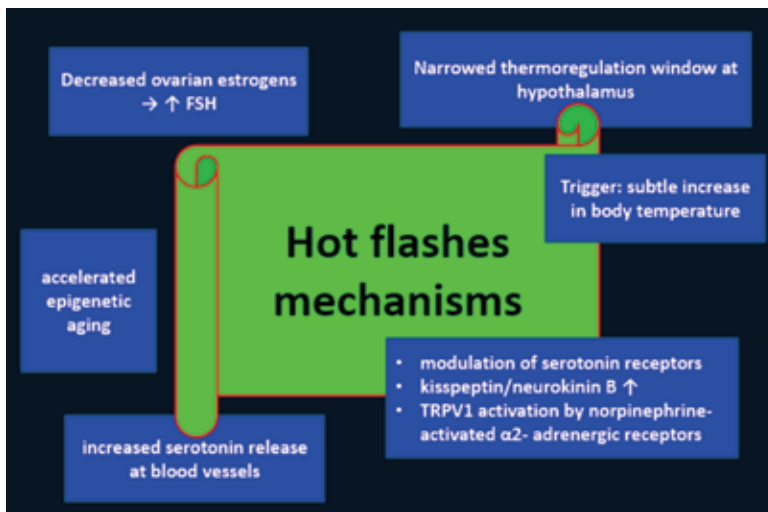 Decreased ovarian estrogens
→ ↑ FSH
Narrowed thermoregulation window at
hypothalamus
Trigger: subtle increase
in body temperature
Hot flashes
mechanisms
accelerated
epigenetic
aging
• modulation of serotonin receptors
• kisspeptin/neurokinin B ↑
• TRPV1 activation by norpinephrine-
activated α2- adrenergic receptors
increased serotonin release
at blood vessels